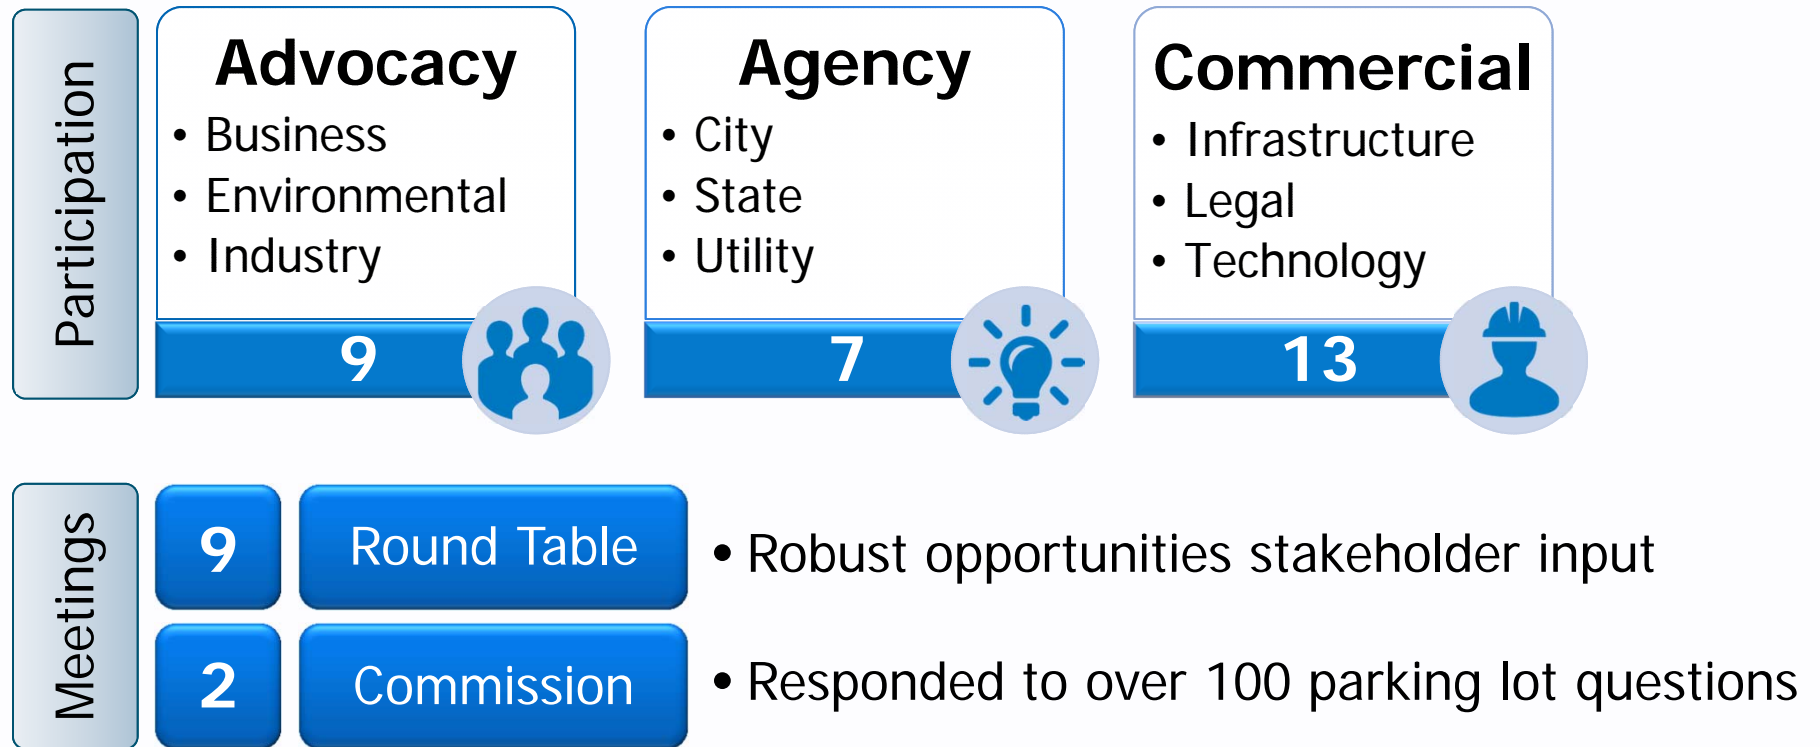 Participation
Advocacy
• Business
• Environmental
• Industry
9
Agency
• City
• State
• Utility
7
Commercial
• Infrastructure
• Legal
• Technology
13
Meetings
9
Round Table
• Robust opportunities stakeholder input
2
Commission
• Responded to over 100 parking lot questions